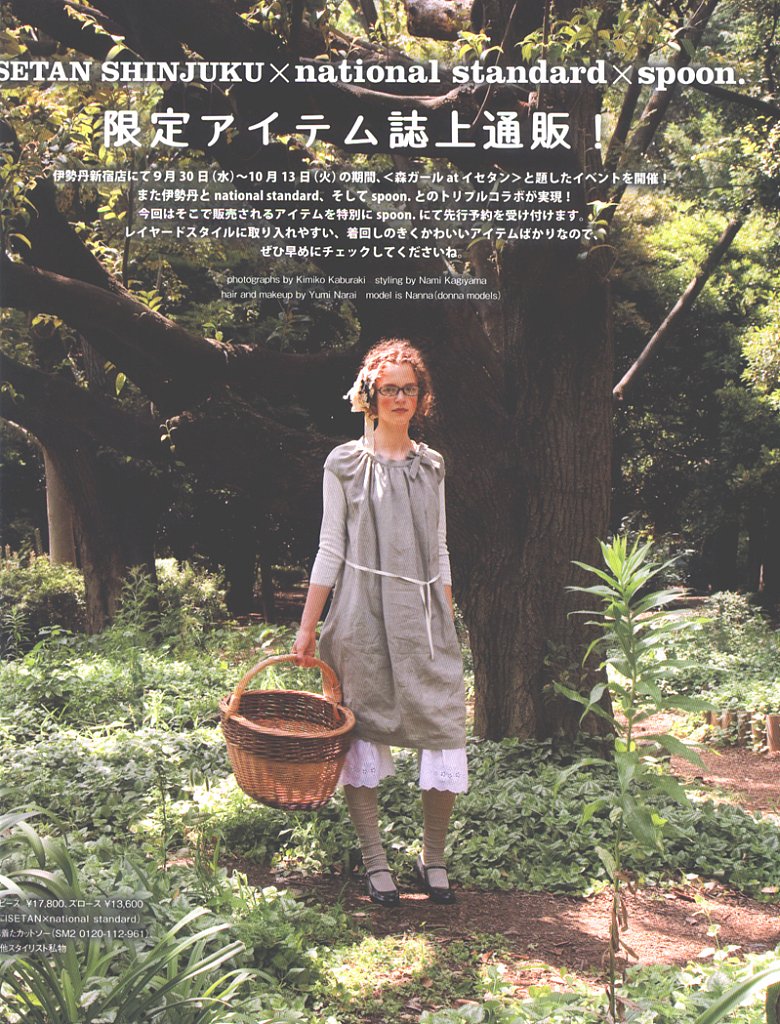 SETAN SHINJUKU×national standard×spoon.
限定アイテム誌上通販！
伊勢丹新宿店にて９月 30 日（水）〜10 月 13 日（火）の期間、＜森ガール at イセタン＞と題したイベントを開催！
また伊勢丹と national standard、そして spoon. とのトリプルコラボが実現！
今回はそこで販売されるアイテムを特別に spoon. にて先行予約を受け付けます。
レイヤードスタイルに取り入れやすい、着回しのきくかわいいアイテムばかりなので、
ぜひ早めにチェックしてくださいね。
photographs by Kimiko Kaburaki styling by Nami Kagiyama
hair and makeup by Yumi Narai model is Nanna（donna models）
ピース ¥17,800、ズロース ¥13,600
ISETAN×national standard）
着たカットソー（SM2 0120-112-961）
他スタイリスト私物